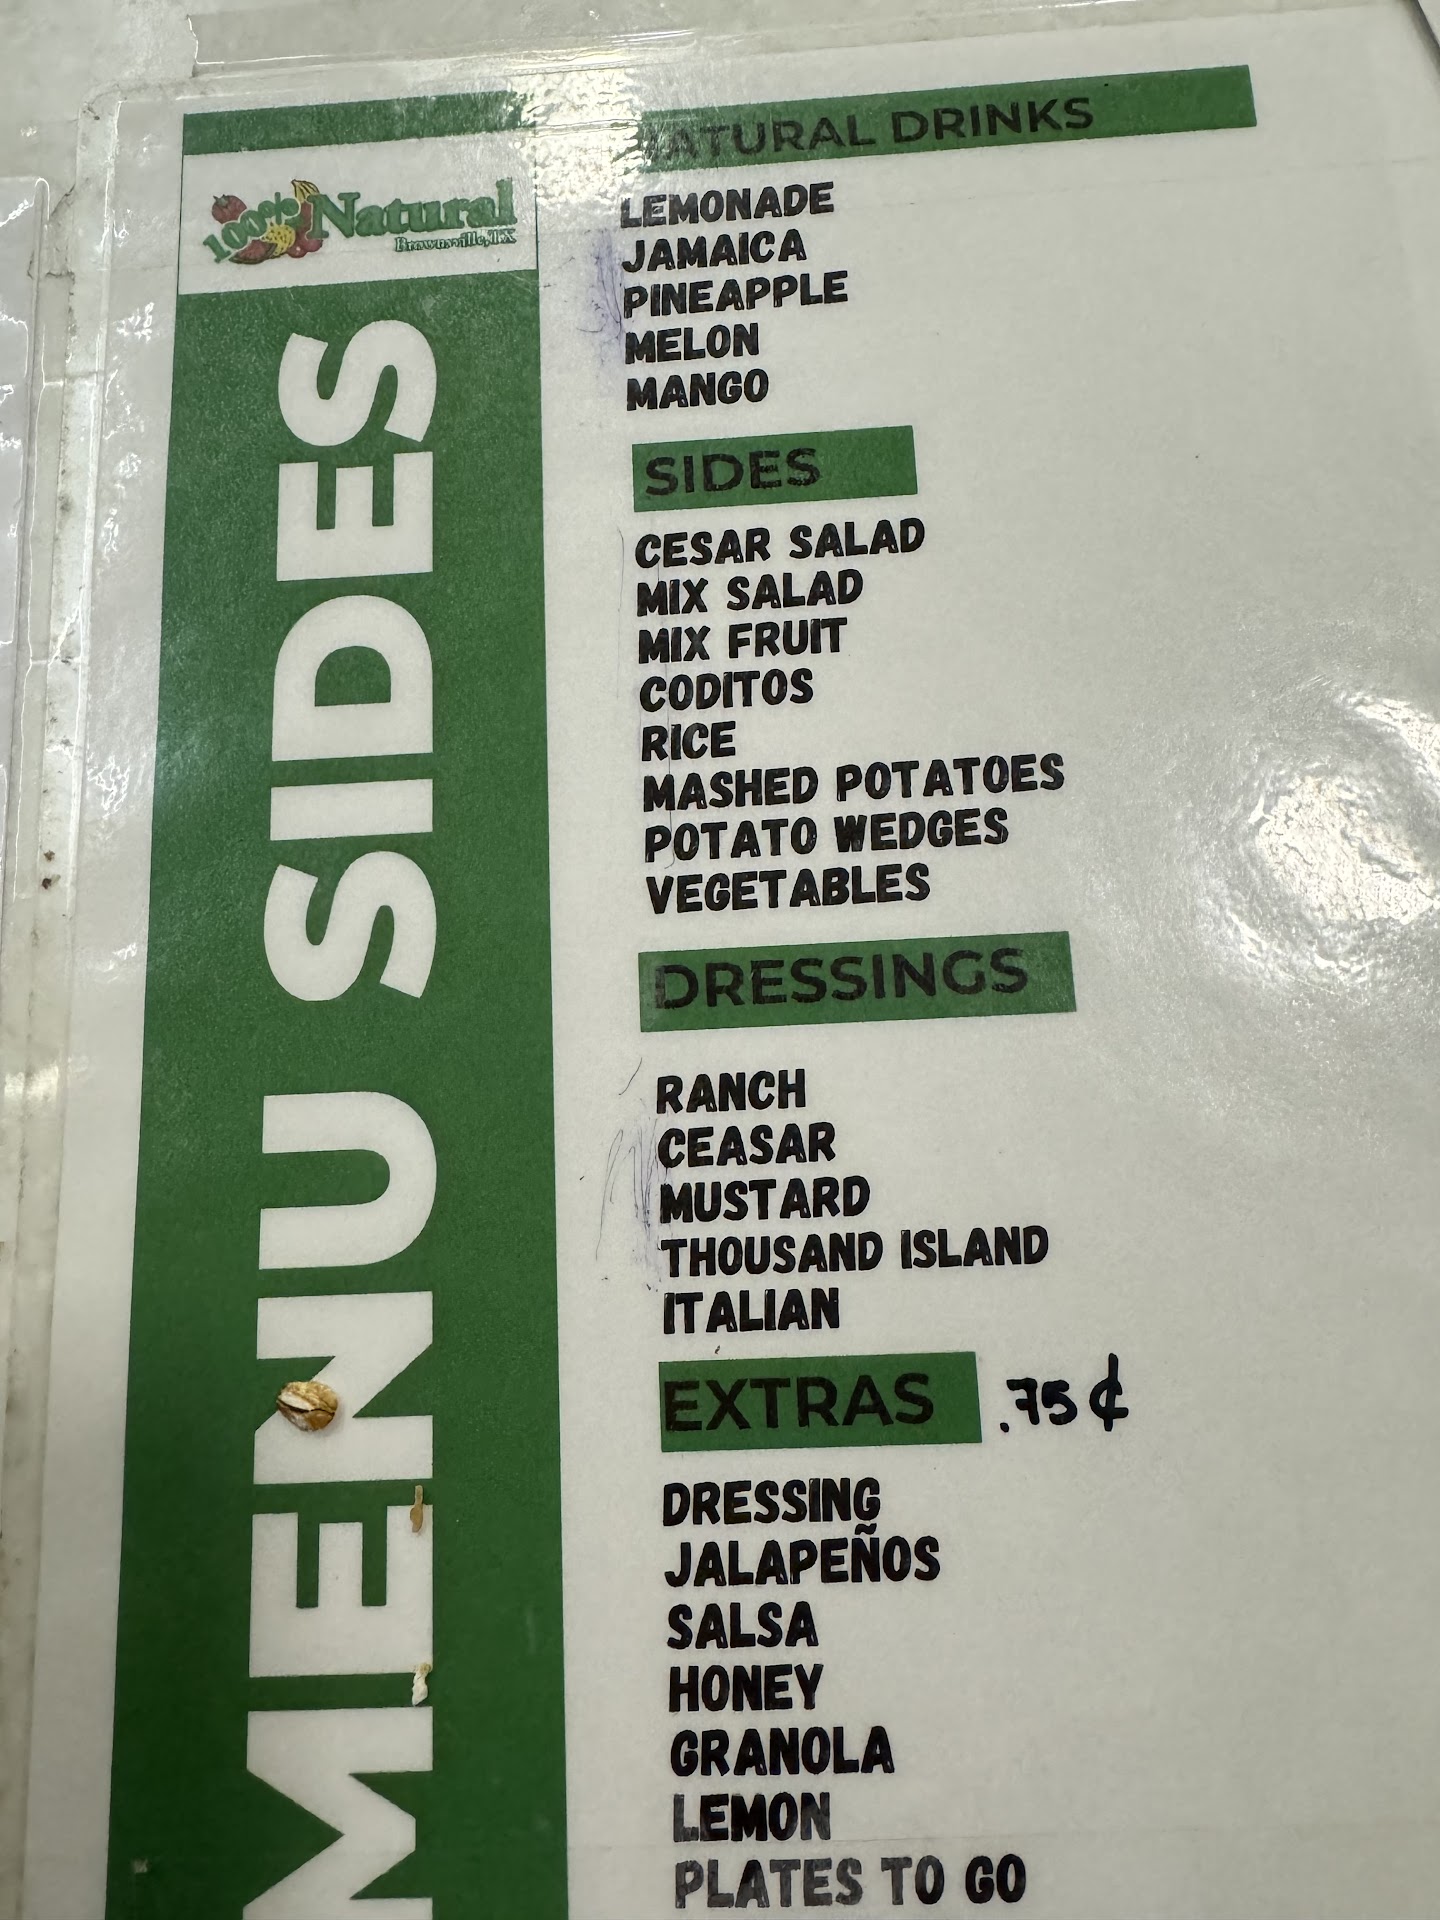 100% Natural
Brownsville, TX
MENU SIDES
NATURAL DRINKS
LEMONADE
JAMAICA
PINEAPPLE
MELON
MANGO
SIDES
CESAR SALAD
MIX SALAD
MIX FRUIT
CODITOS
RICE
MASHED POTATOES
POTATO WEDGES
VEGETABLES
DRESSINGS
RANCH
CEASAR
MUSTARD
THOUSAND ISLAND
ITALIAN
EXTRAS .75¢
DRESSING
JALAPEÑOS
SALSA
HONEY
GRANOLA
LEMON
PLATES TO GO